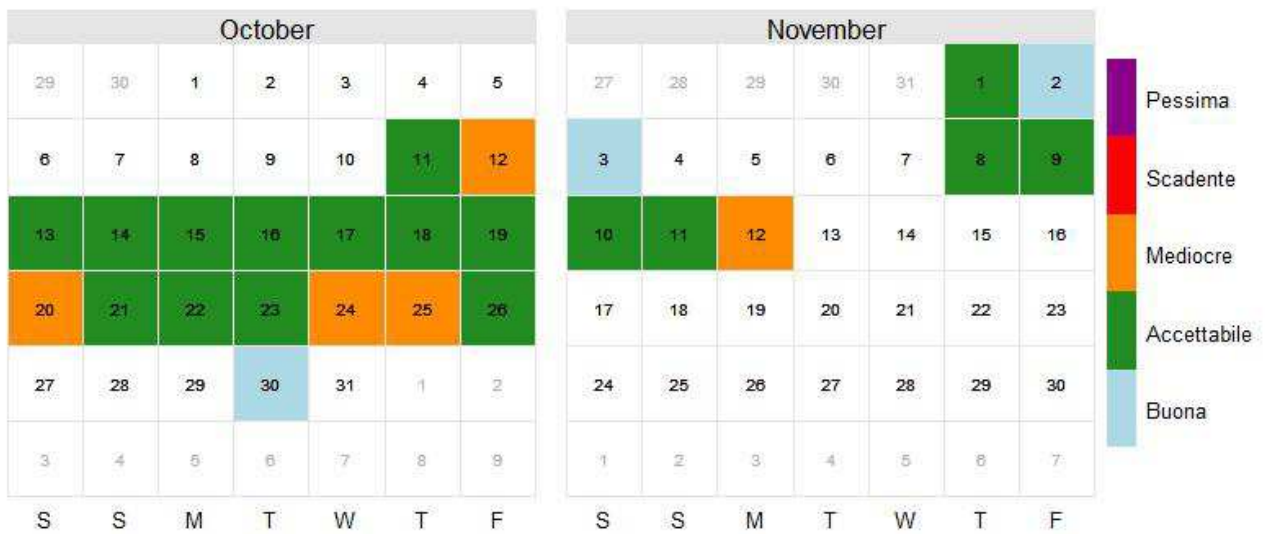 October
29 30 1 2 3 4 5
6 7 8 9 10 11 12
13 14 15 16 17 18 19
20 21 22 23 24 25 26
27 28 29 30 31 1 2
3 4 5 6 7 8 9
S S M T W T F
November
27 28 29 30 31 1 2
3 4 5 6 7 8 9
10 11 12 13 14 15 16
17 18 19 20 21 22 23
24 25 26 27 28 29 30
1 2 3 4 5 6 7
S S M T W T F
Pessima
Scadente
Mediocre
Accettabile
Buona